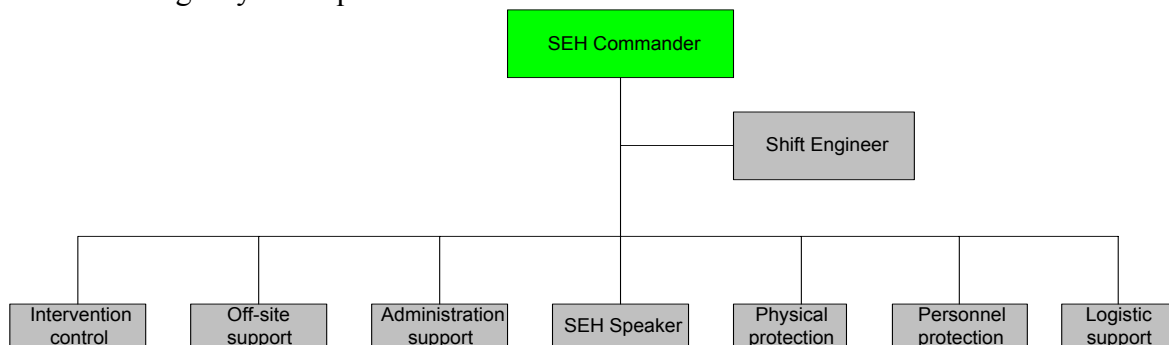 SEH Commander
Shift Engineer
Intervention
control
Off-site
support
Administration
support
SEH Speaker
Physical
protection
Personnel
protection
Logistic
support